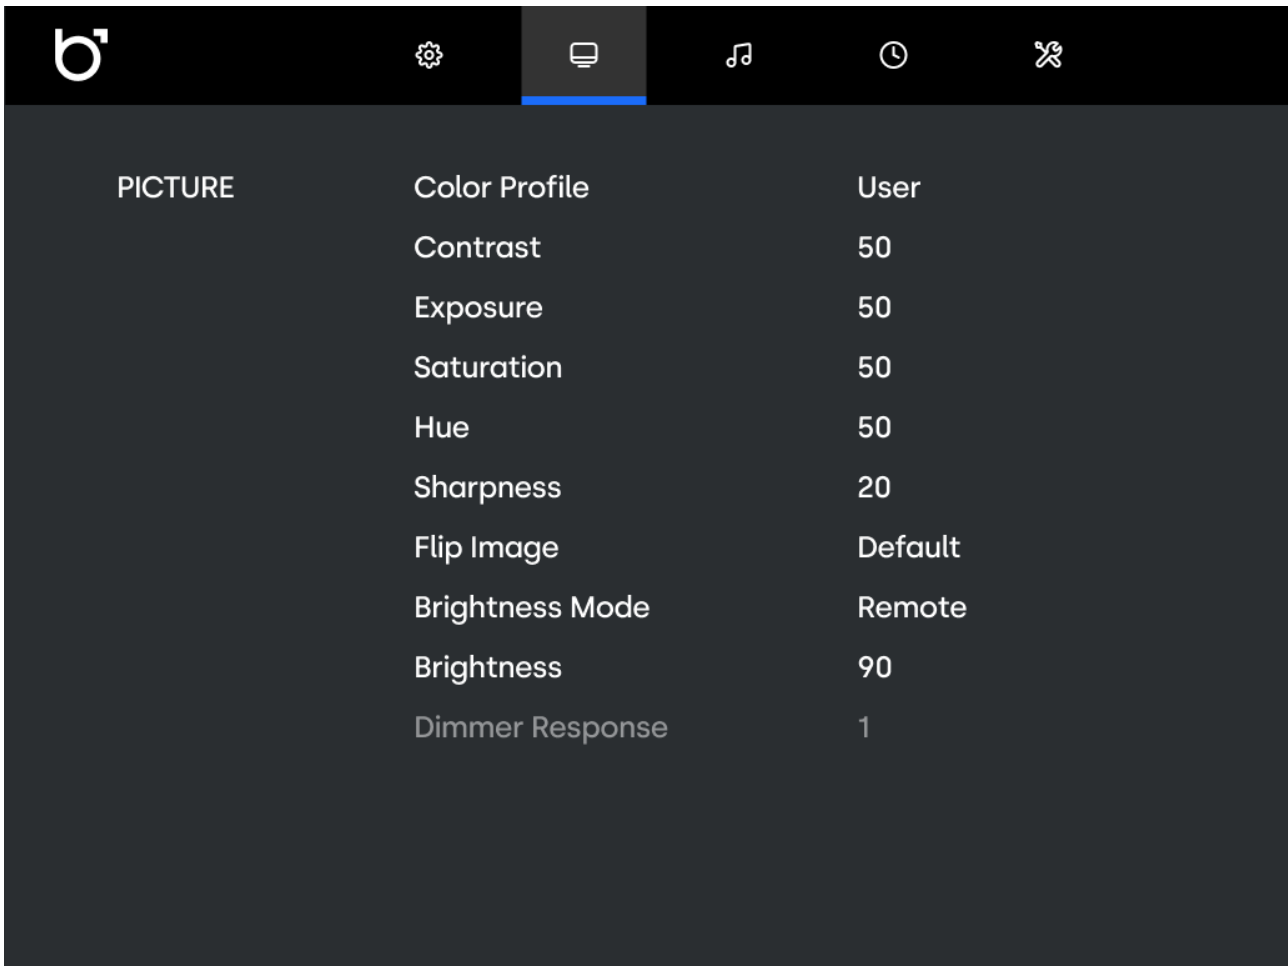 PICTURE
Color Profile User
Contrast 50
Exposure 50
Saturation 50
Hue 50
Sharpness 20
Flip Image Default
Brightness Mode Remote
Brightness 90
Dimmer Response 1